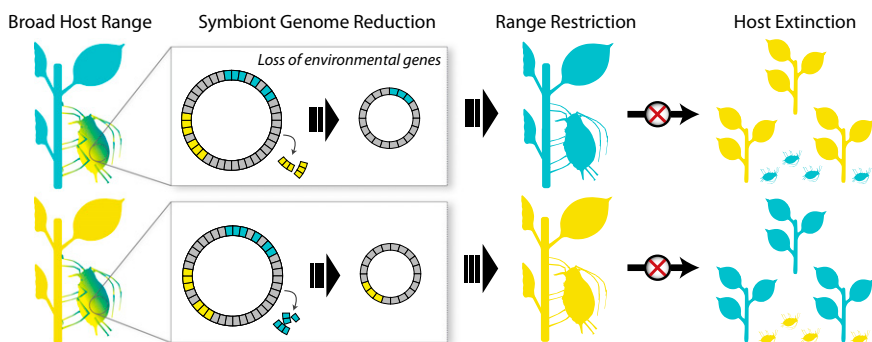 Broad Host Range
Symbiont Genome Reduction
Range Restriction
Host Extinction
Loss of environmental genes